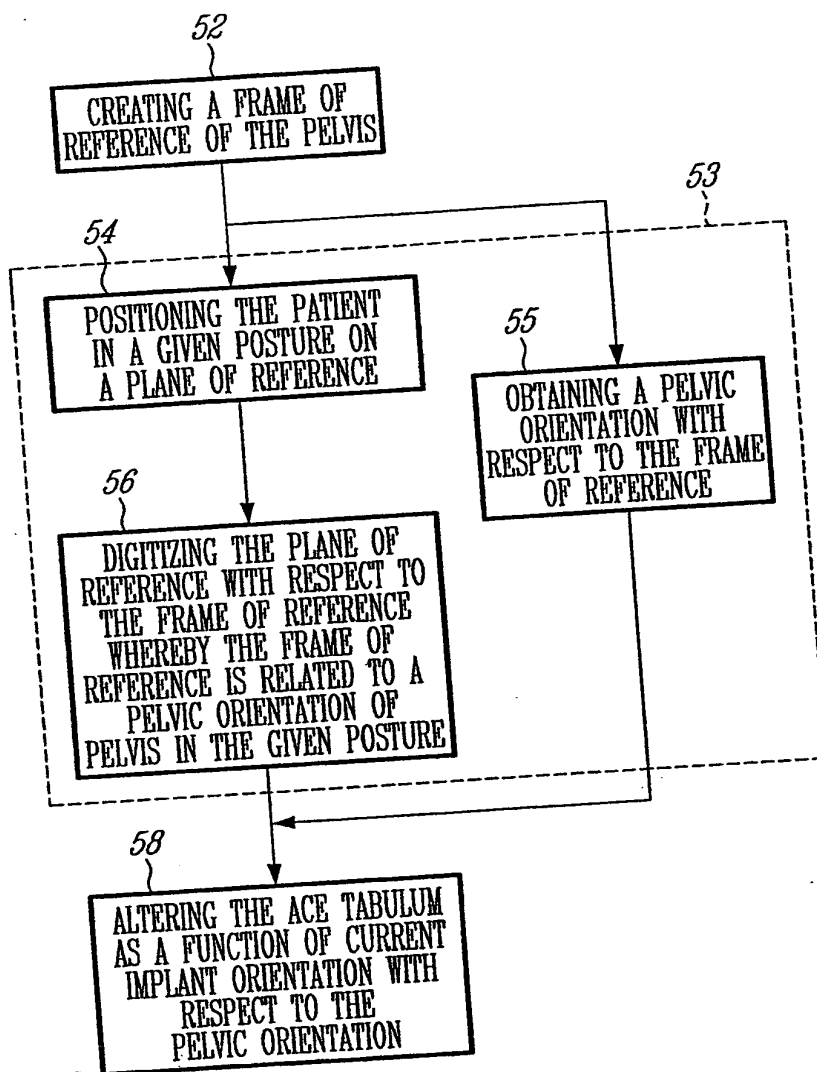 52
CREATING A FRAME OF
REFERENCE OF THE PELVIS
53
54
POSITIONING THE PATIENT
IN A GIVEN POSTURE ON
A PLANE OF REFERENCE
55
OBTAINING A PELVIC
ORIENTATION WITH
RESPECT TO THE FRAME
OF REFERENCE
56
DIGITIZING THE PLANE OF
REFERENCE WITH RESPECT TO
THE FRAME OF REFERENCE
WHEREBY THE FRAME OF
REFERENCE IS RELATED TO A
PELVIC ORIENTATION OF
PELVIS IN THE GIVEN POSTURE
58
ALTERING THE ACE TABULUM
AS A FUNCTION OF CURRENT
IMPLANT ORIENTATION WITH
RESPECT TO THE
PELVIC ORIENTATION